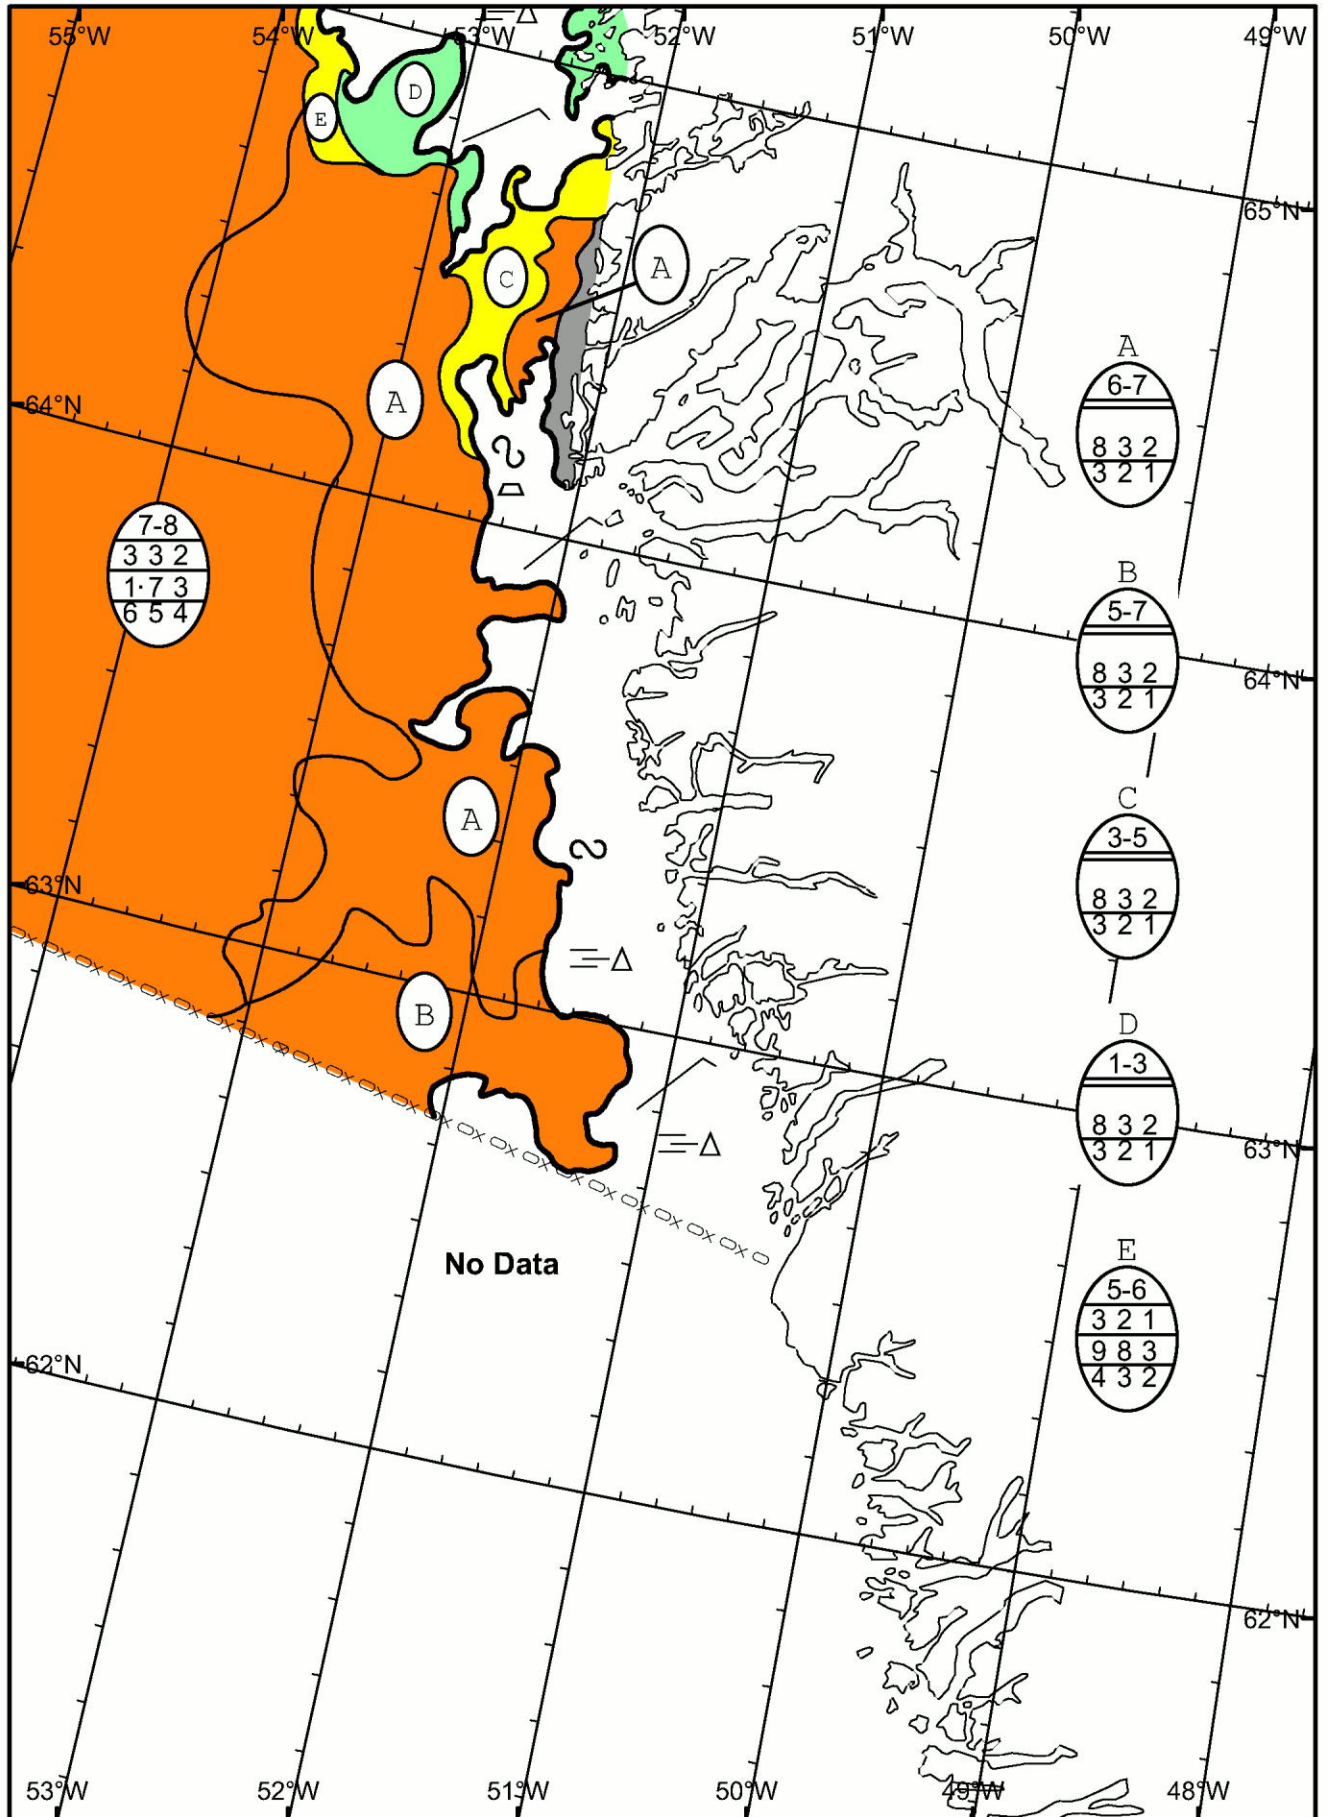 55°W 54°W 53°W 52°W 51°W 50°W 49°W
D
E
65°N
C
A
A
6-7
8 3 2
3 2 1
64°N
A
7-8
3 3 2
1· 7 3
6 5 4
B
5-7
8 3 2
3 2 1
64°N
A
C
3-5
8 3 2
3 2 1
63°N
B
D
1-3
8 3 2
3 2 1
63°N
No Data
E
5-6
3 2 1
9 8 3
4 3 2
62°N
62°N
53°W 52°W 51°W 50°W 49°W 48°W